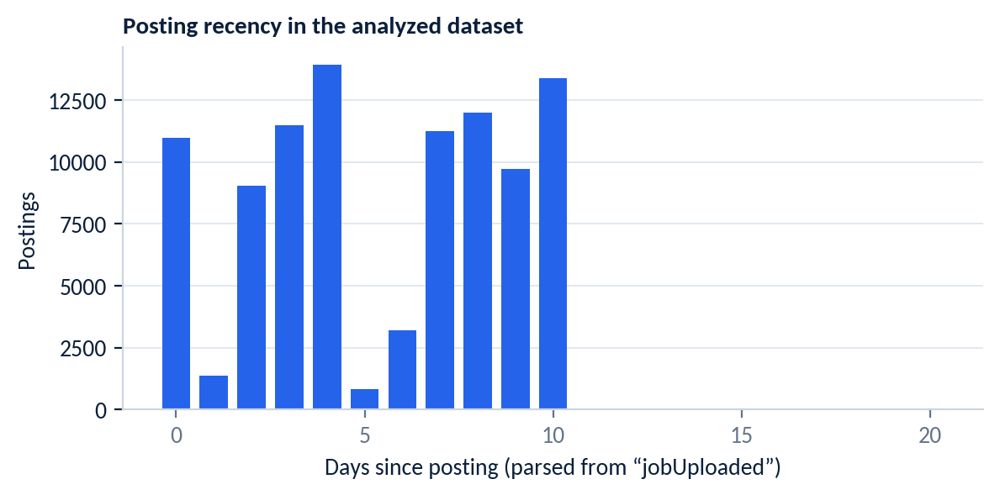 Posting recency in the analyzed dataset
12500
10000
7500
5000
2500
0
Postings
0 5 10 15 20
Days since posting (parsed from “jobUploaded”)